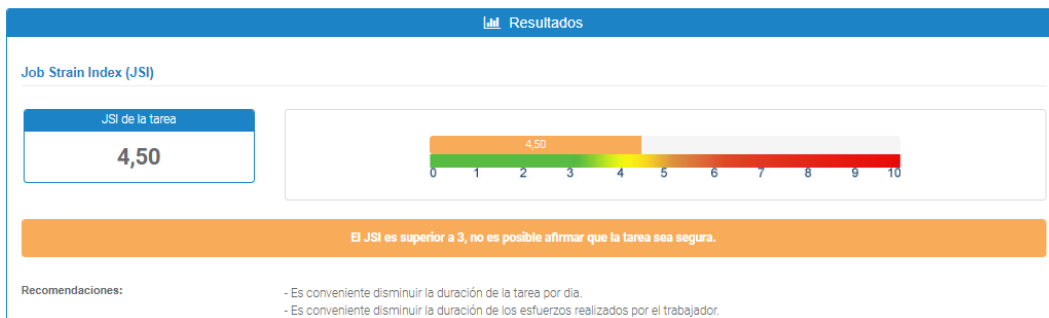 Resultados
Job Strain Index (JSI)
JSI de la tarea
4,50
4,50
0 1 2 3 4 5 6 7 8 9 10
El JSI es superior a 3, no es posible afirmar que la tarea sea segura.
Recomendaciones:
- Es conveniente disminuir la duración de la tarea por dia.
- Es conveniente disminuir la duración de los esfuerzos realizados por el trabajador.